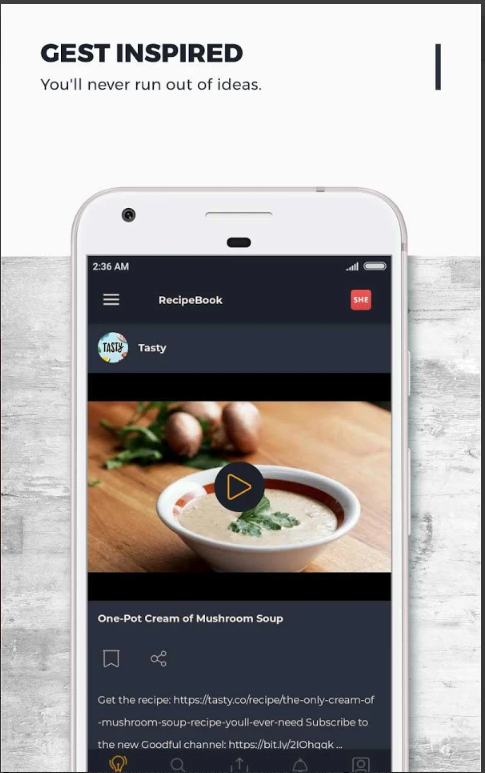 GEST INSPIRED
You'll never run out of ideas.
2:36 AM
RecipeBook
SHE
TASTY
Tasty
One-Pot Cream of Mushroom Soup
Get the recipe: https://tasty.co/recipe/the-only-cream-of
-mushroom-soup-recipe-youll-ever-need Subscribe to
the new Goodful channel: https://bit.ly/2IOhqqk ...